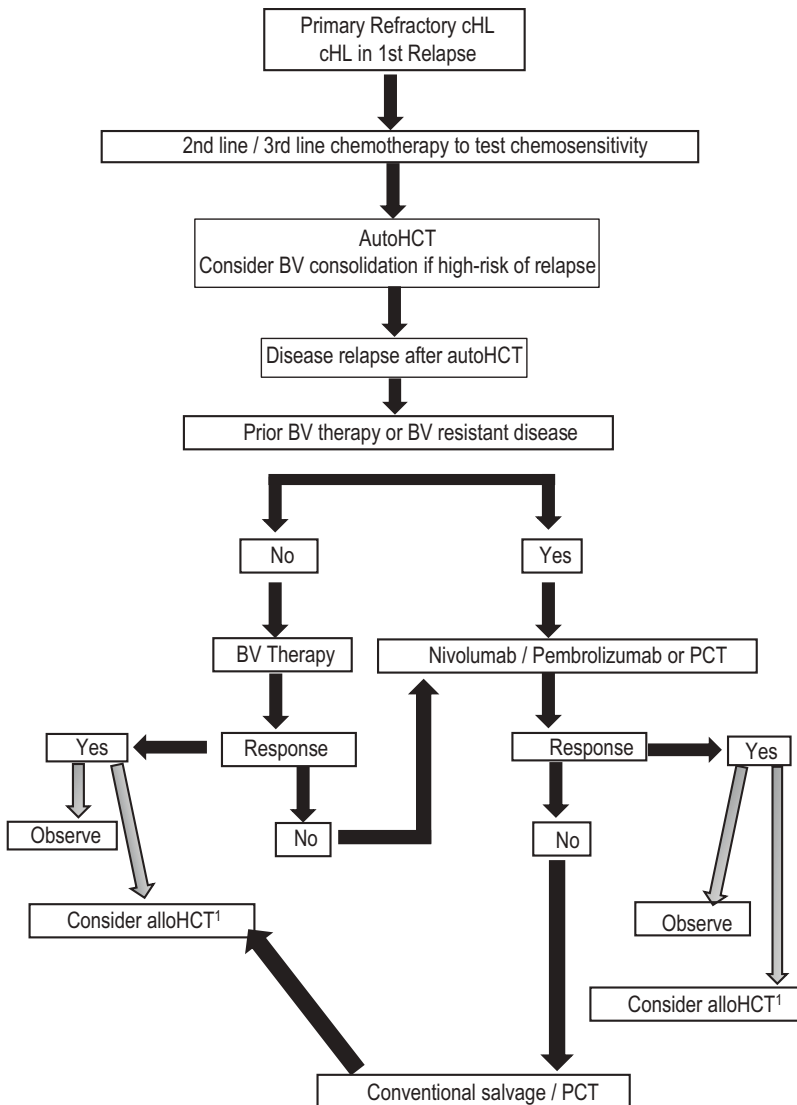 Primary Refractory cHL
cHL in 1st Relapse
2nd line / 3rd line chemotherapy to test chemosensitivity
AutoHCT
Consider BV consolidation if high-risk of relapse
Disease relapse after autoHCT
Prior BV therapy or BV resistant disease
No
Yes
BV Therapy
Nivolumab / Pembrolizumab or PCT
Yes
Response
Response
Yes
Observe
No
No
Consider alloHCT¹
Observe
Consider alloHCT¹
Conventional salvage / PCT